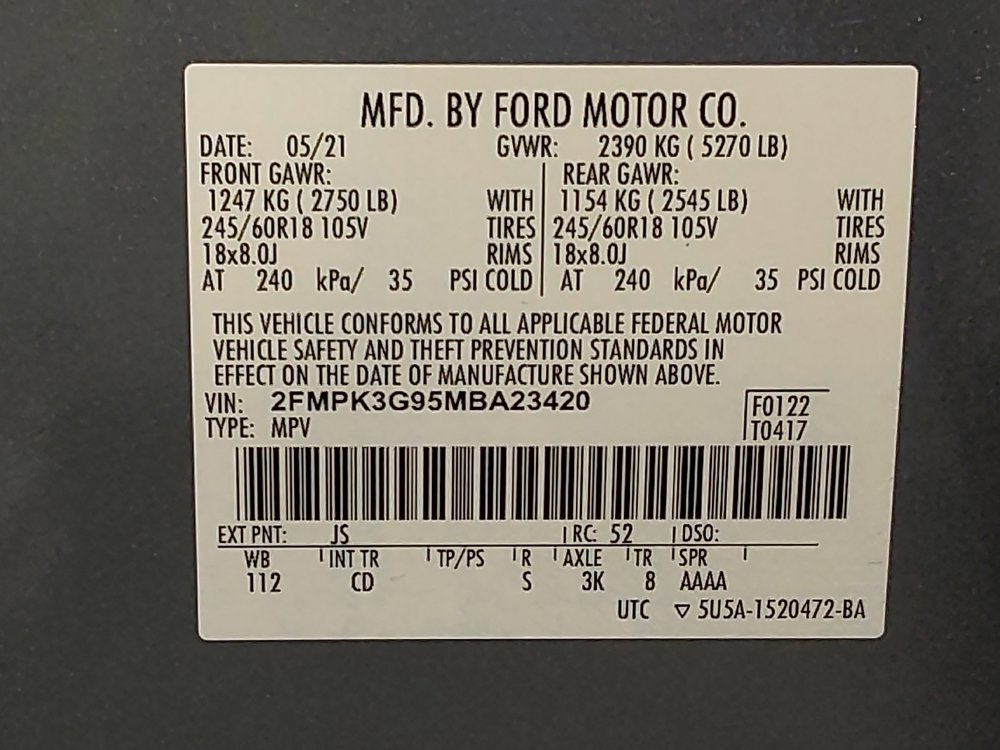 MFD. BY FORD MOTOR CO.
DATE: 05/21 GVWR: 2390 KG ( 5270 LB)
FRONT GAWR: REAR GAWR:
1247 KG ( 2750 LB) WITH 1154 KG ( 2545 LB) WITH
245/60R18 105V TIRES 245/60R18 105V TIRES
18x8.0J RIMS 18x8.0J RIMS
AT 240 kPa/ 35 PSI COLD AT 240 kPa/ 35 PSI COLD
THIS VEHICLE CONFORMS TO ALL APPLICABLE FEDERAL MOTOR
VEHICLE SAFETY AND THEFT PREVENTION STANDARDS IN
EFFECT ON THE DATE OF MANUFACTURE SHOWN ABOVE.
VIN: 2FMPK3G95MBA23420 F0122
TYPE: MPV T0417
EXT PNT: JS RC: 52 DSO:
WB INT TR TP/PS R AXLE TR SPR
112 CD S 3K 8 AAAA
UTC ▽ 5U5A-1520472-BA